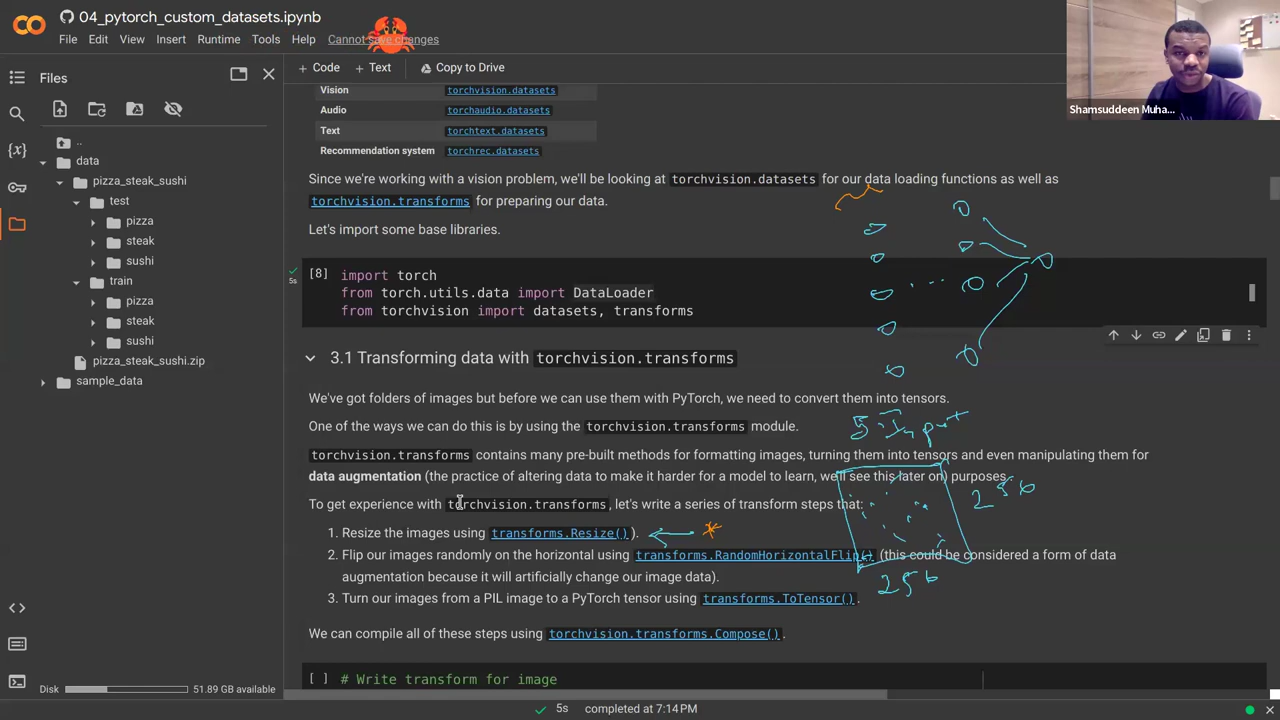 04_pytorch_custom_datasets.ipynb
File Edit View Insert Runtime Tools Help Cannot save changes
Files
+ Code + Text Copy to Drive
Shamsuddeen Muha...
..
data
pizza_steak_sushi
test
pizza
steak
sushi
train
pizza
steak
sushi
pizza_steak_sushi.zip
sample_data
Disk 51.89 GB available
Vision torchvision.datasets
Audio torchaudio.datasets
Text torchtext.datasets
Recommendation system torchrec.datasets
Since we're working with a vision problem, we'll be looking at torchvision.datasets for our data loading functions as well as
torchvision.transforms for preparing our data.
Let's import some base libraries.
[8] import torch
5s
from torch.utils.data import DataLoader
from torchvision import datasets, transforms
3.1 Transforming data with torchvision.transforms
We've got folders of images but before we can use them with PyTorch, we need to convert them into tensors.
One of the ways we can do this is by using the torchvision.transforms module.
5-Input
torchvision.transforms contains many pre-built methods for formatting images, turning them into tensors and even manipulating them for
data augmentation (the practice of altering data to make it harder for a model to learn, we'll see this later on) purposes.
256
To get experience with torchvision.transforms, let's write a series of transform steps that:
1. Resize the images using transforms.Resize()).
2. Flip our images randomly on the horizontal using transforms.RandomHorizontalFlip() (this could be considered a form of data
augmentation because it will artificially change our image data).
256
3. Turn our images from a PIL image to a PyTorch tensor using transforms.ToTensor().
We can compile all of these steps using torchvision.transforms.Compose().
[ ] # Write transform for image
5s completed at 7:14 PM